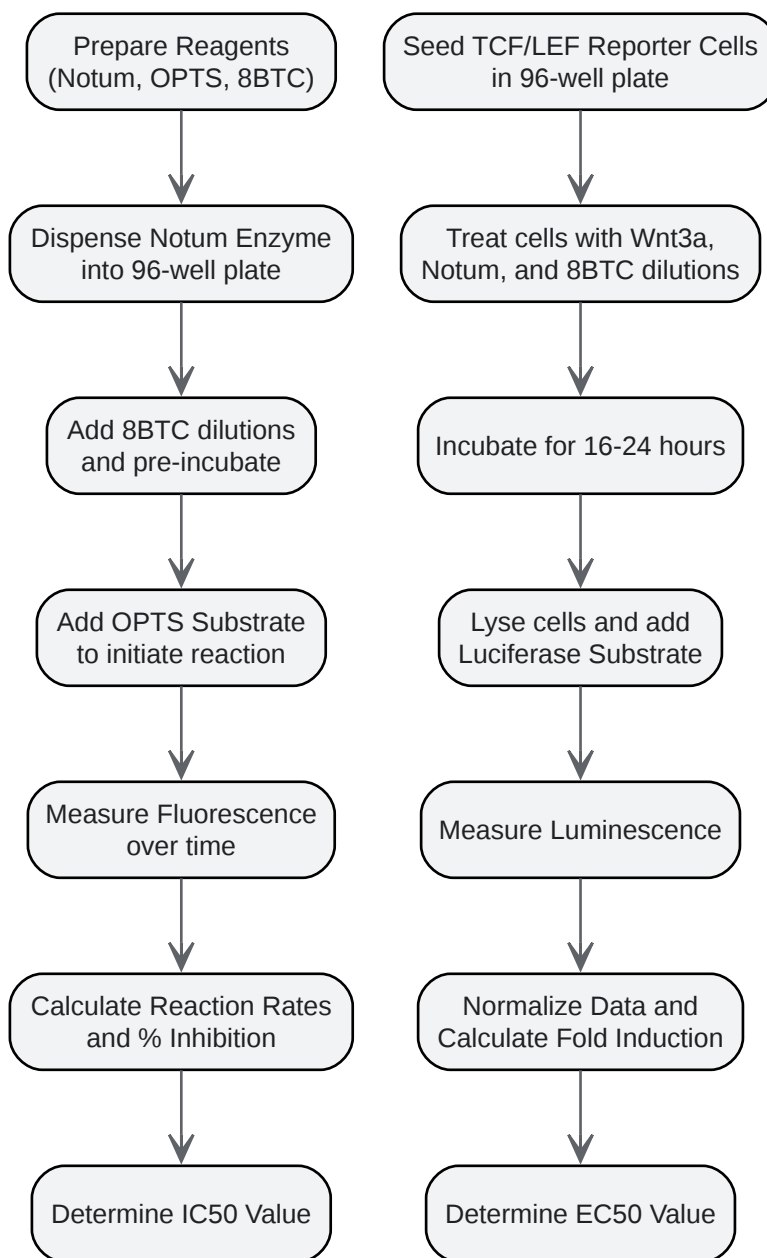 Prepare Reagents
(Notum, OPTS, 8BTC)
Dispense Notum Enzyme
into 96-well plate
Add 8BTC dilutions
and pre-incubate
Add OPTS Substrate
to initiate reaction
Measure Fluorescence
over time
Calculate Reaction Rates
and % Inhibition
Determine IC50 Value
Seed TCF/LEF Reporter Cells
in 96-well plate
Treat cells with Wnt3a,
Notum, and 8BTC dilutions
Incubate for 16-24 hours
Lyse cells and add
Luciferase Substrate
Measure Luminescence
Normalize Data and
Calculate Fold Induction
Determine EC50 Value